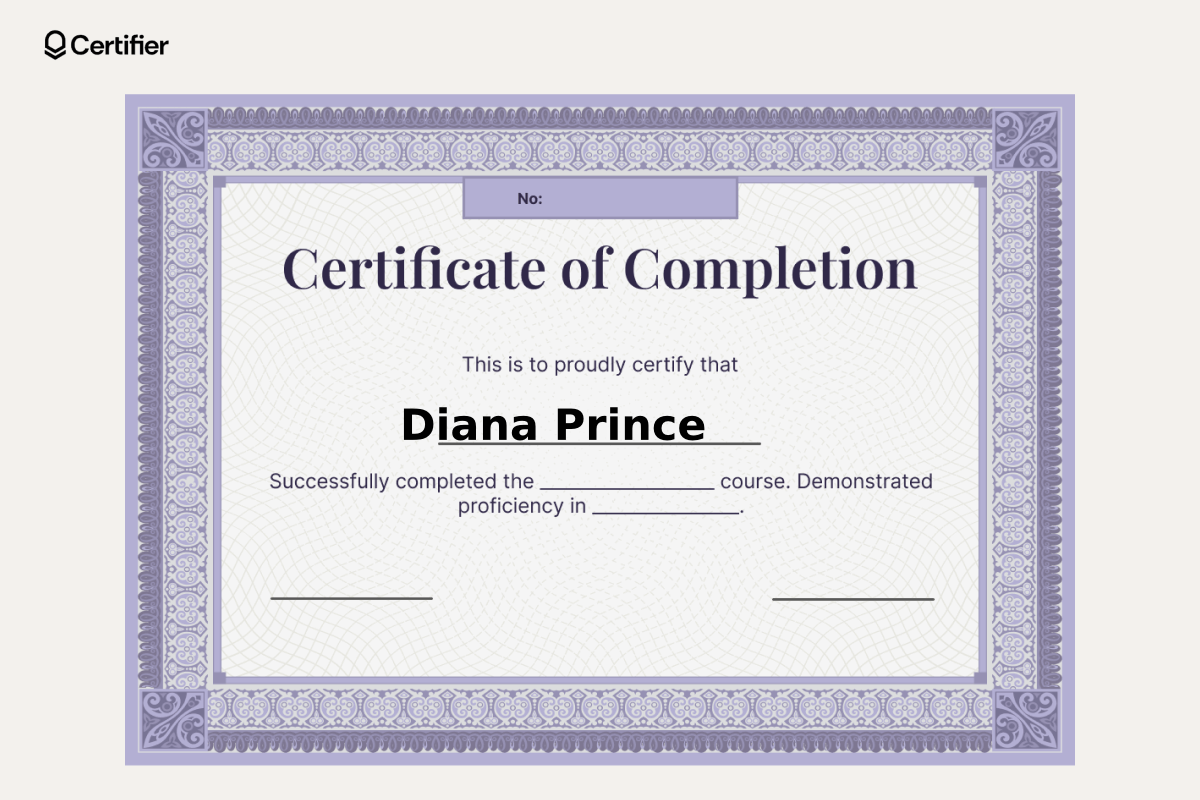 Certifier
No:
Certificate of Completion
This is to proudly certify that
Diana Prince
Successfully completed the ________________ course. Demonstrated
proficiency in ______________.